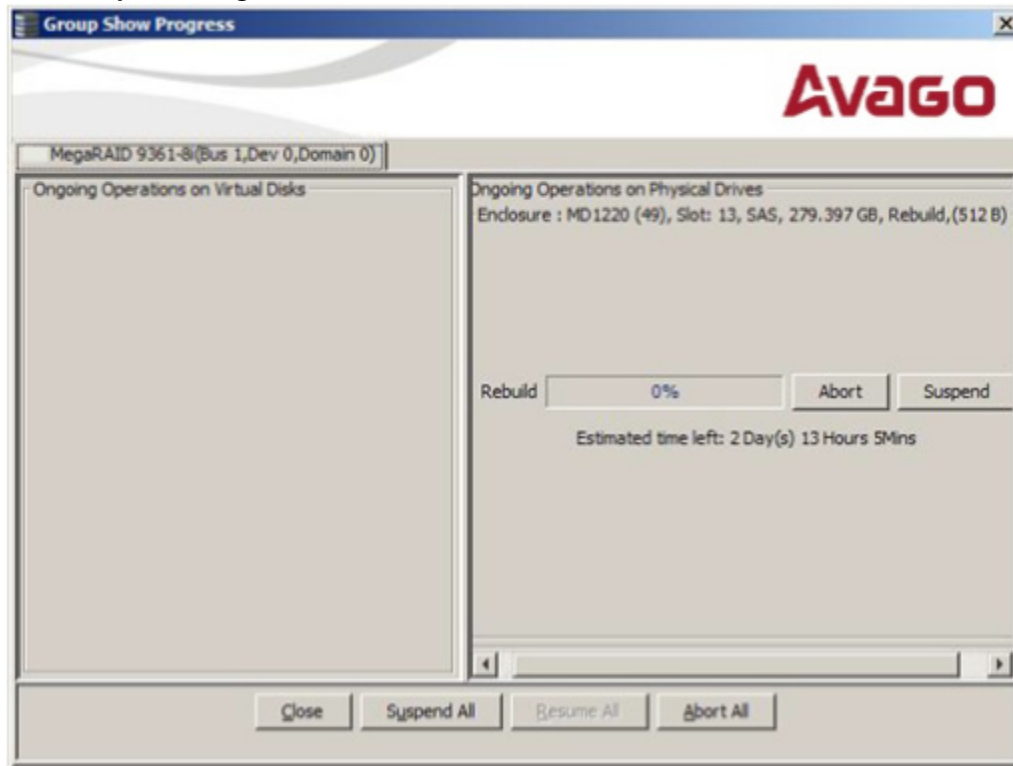 Group Show Progress
Avago
MegaRAID 9361-8i(Bus 1,Dev 0,Domain 0)
Ongoing Operations on Virtual Disks
Ongoing Operations on Physical Drives
Enclosure : MD1220 (49), Slot: 13, SAS, 279.397 GB, Rebuild,(512 B)
Rebuild
0%
Abort
Suspend
Estimated time left: 2 Day(s) 13 Hours 5Mins
Close
Suspend All
Resume All
Abort All